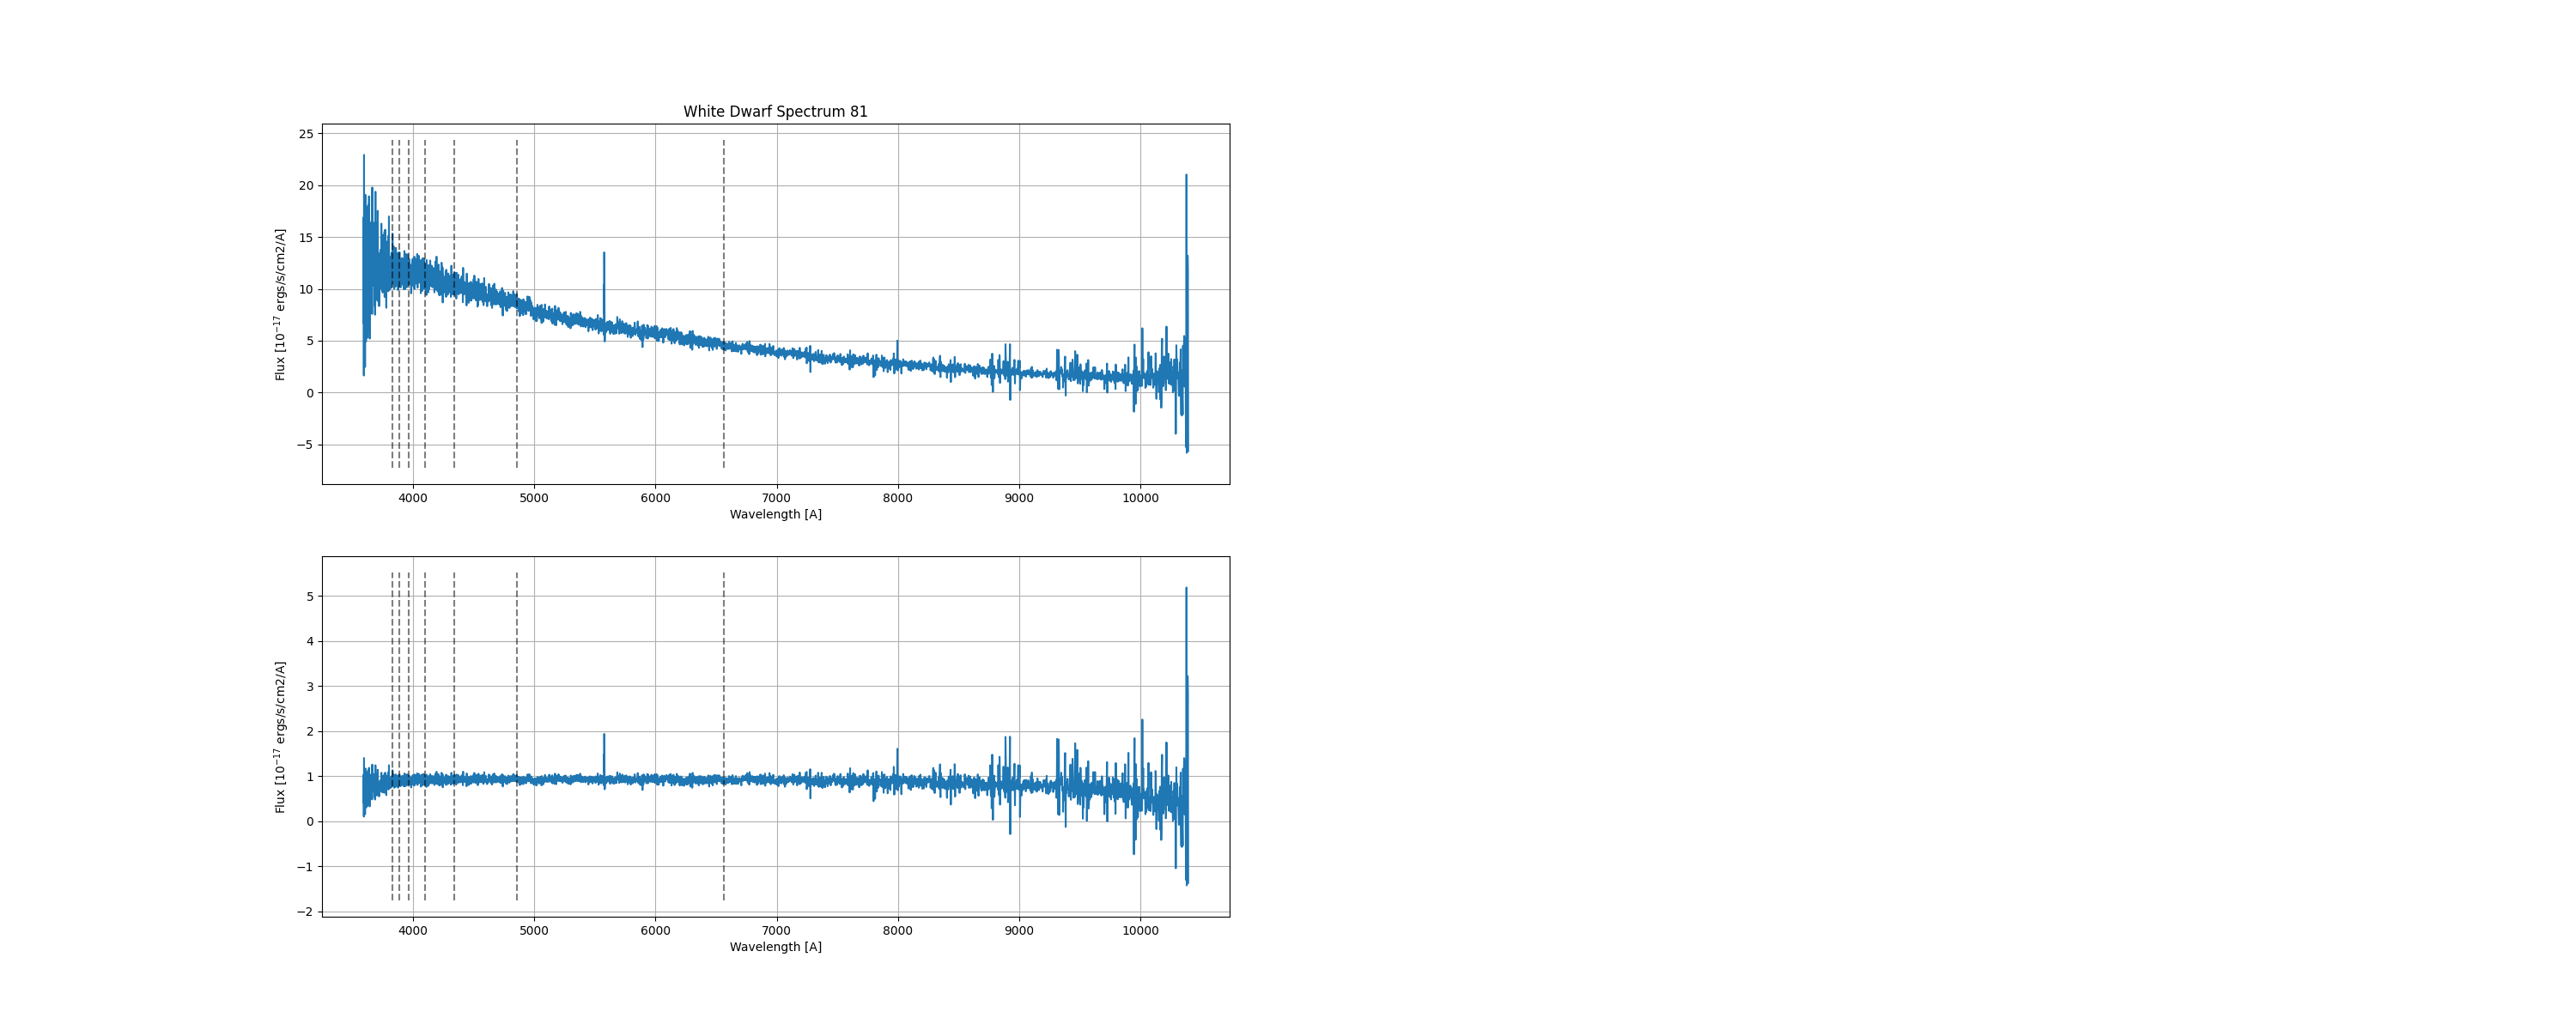 White Dwarf Spectrum 81
Flux [10⁻¹⁷ ergs/s/cm2/A]
25
20
15
10
5
0
−5
4000 5000 6000 7000 8000 9000 10000
Wavelength [A]
Flux [10⁻¹⁷ ergs/s/cm2/A]
5
4
3
2
1
0
−1
−2
4000 5000 6000 7000 8000 9000 10000
Wavelength [A]